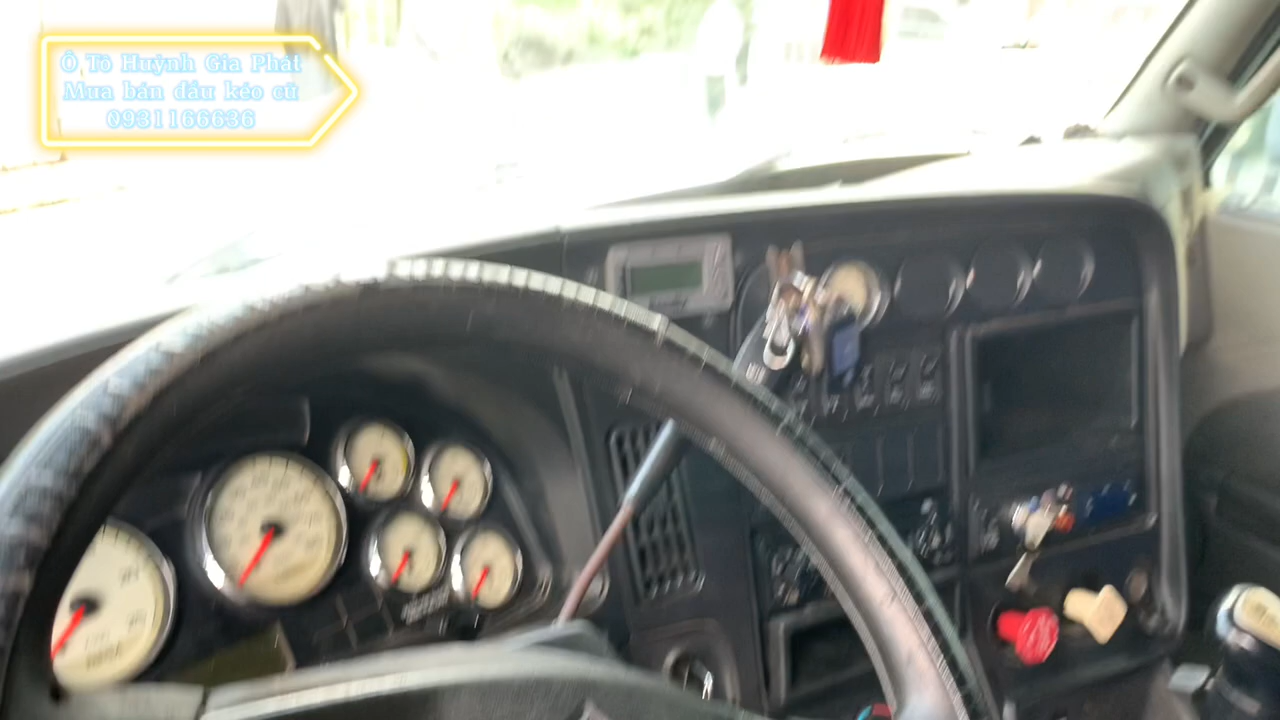 Ô Tô Huỳnh Gia Phát
Mua bán đầu kéo cũ
0931166636